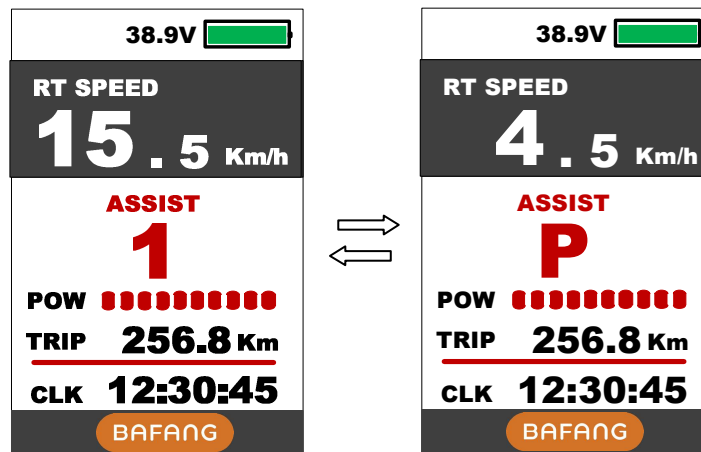 38.9V
RT SPEED
15.5 Km/h
ASSIST
1
POW
TRIP 256.8 Km
CLK 12:30:45
BAFANG
38.9V
RT SPEED
4.5 Km/h
ASSIST
P
POW
TRIP 256.8 Km
CLK 12:30:45
BAFANG